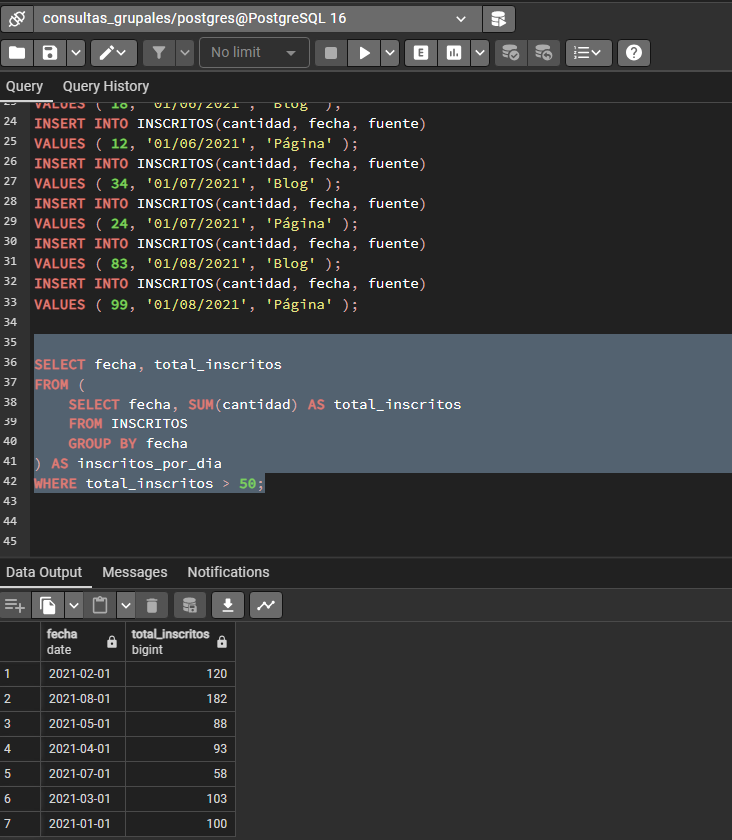 consultas_grupales/postgres@PostgreSQL 16
No limit
E
Query Query History
23 VALUES ( 18, '01/06/2021', 'Blog' );
24 INSERT INTO INSCRITOS(cantidad, fecha, fuente)
25 VALUES ( 12, '01/06/2021', 'Página' );
26 INSERT INTO INSCRITOS(cantidad, fecha, fuente)
27 VALUES ( 34, '01/07/2021', 'Blog' );
28 INSERT INTO INSCRITOS(cantidad, fecha, fuente)
29 VALUES ( 24, '01/07/2021', 'Página' );
30 INSERT INTO INSCRITOS(cantidad, fecha, fuente)
31 VALUES ( 83, '01/08/2021', 'Blog' );
32 INSERT INTO INSCRITOS(cantidad, fecha, fuente)
33 VALUES ( 99, '01/08/2021', 'Página' );
34
35
36 SELECT fecha, total_inscritos
37 FROM (
38 SELECT fecha, SUM(cantidad) AS total_inscritos
39 FROM INSCRITOS
40 GROUP BY fecha
41 ) AS inscritos_por_dia
42 WHERE total_inscritos > 50;
43
44
45
Data Output Messages Notifications
fecha total_inscritos
date bigint
1 2021-02-01 120
2 2021-08-01 182
3 2021-05-01 88
4 2021-04-01 93
5 2021-07-01 58
6 2021-03-01 103
7 2021-01-01 100